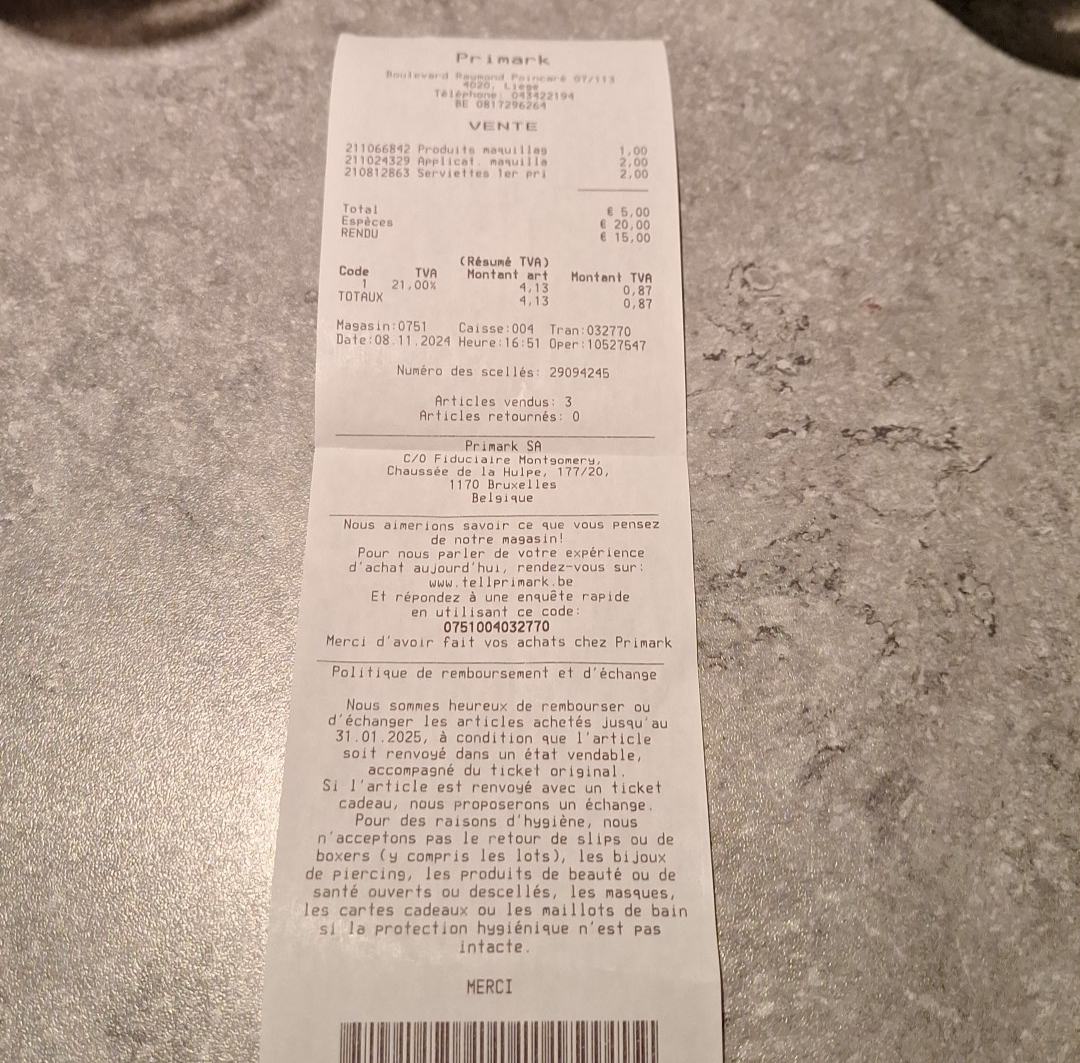 Primark
Boulevard Raymond Poincaré 07/113
4020, Liège
Téléphone: 043422194
BE 0817296264
VENTE
211066842 Produits maquillag 1,00
211024329 Applicat. maquilla 2,00
210812863 Serviettes 1er pri 2,00
Total € 5,00
Espèces € 20,00
RENDU € 15,00
(Résumé TVA)
Code TVA Montant art Montant TVA
1 21,00% 4,13 0,87
TOTAUX 4,13 0,87
Magasin:0751 Caisse:004 Tran:032770
Date:08.11.2024 Heure:16:51 Oper:10527547
Numéro des scellés: 29094245
Articles vendus: 3
Articles retournés: 0
Primark SA
C/O Fiduciaire Montgomery,
Chaussée de la Hulpe, 177/20,
1170 Bruxelles
Belgique
Nous aimerions savoir ce que vous pensez
de notre magasin!
Pour nous parler de votre expérience
d'achat aujourd'hui, rendez-vous sur:
www.tellprimark.be
Et répondez à une enquête rapide
en utilisant ce code:
0751004032770
Merci d'avoir fait vos achats chez Primark
Politique de remboursement et d'échange
Nous sommes heureux de rembourser ou
d'échanger les articles achetés jusqu'au
31.01.2025, à condition que l'article
soit renvoyé dans un état vendable,
accompagné du ticket original.
Si l'article est renvoyé avec un ticket
cadeau, nous proposerons un échange.
Pour des raisons d'hygiène, nous
n'acceptons pas le retour de slips ou de
boxers (y compris les lots), les bijoux
de piercing, les produits de beauté ou de
santé ouverts ou descellés, les masques,
les cartes cadeaux ou les maillots de bain
si la protection hygiénique n'est pas
intacte.
MERCI